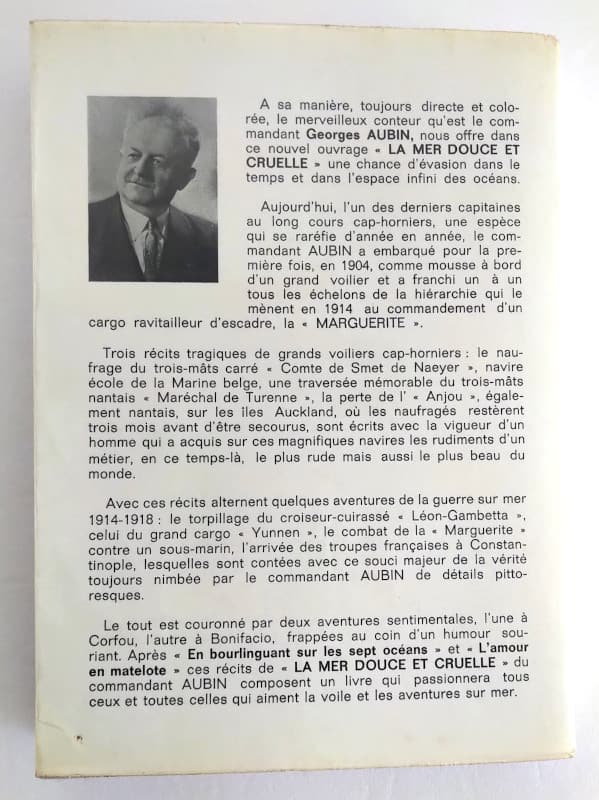 A sa manière, toujours directe et colo-
rée, le merveilleux conteur qu'est le com-
mandant Georges AUBIN, nous offre dans
ce nouvel ouvrage « LA MER DOUCE ET
CRUELLE » une chance d'évasion dans le
temps et dans l'espace infini des océans.
Aujourd'hui, l'un des derniers capitaines
au long cours cap-horniers, une espèce
qui se raréfie d'année en année, le com-
mandant AUBIN a embarqué pour la pre-
mière fois, en 1904, comme mousse à bord
d'un grand voilier et a franchi un à un
tous les échelons de la hiérarchie qui le
mènent en 1914 au commandement d'un
cargo ravitailleur d'escadre, la « MARGUERITE ».
Trois récits tragiques de grands voiliers cap-horniers : le nau-
frage du trois-mâts carré « Comte de Smet de Naeyer », navire
école de la Marine belge, une traversée mémorable du trois-mâts
nantais « Maréchal de Turenne », la perte de l' « Anjou », égale-
ment nantais, sur les îles Auckland, où les naufragés restèrent
trois mois avant d'être secourus, sont écrits avec la vigueur d'un
homme qui a acquis sur ces magnifiques navires les rudiments d'un
métier, en ce temps-là, le plus rude mais aussi le plus beau du
monde.
Avec ces récits alternent quelques aventures de la guerre sur mer
1914-1918 : le torpillage du croiseur-cuirassé « Léon-Gambetta »,
celui du grand cargo « Yunnen », le combat de la « Marguerite »
contre un sous-marin, l'arrivée des troupes françaises à Constan-
tinople, lesquelles sont contées avec ce souci majeur de la vérité
toujours nimbée par le commandant AUBIN de détails pitto-
resques.
Le tout est couronné par deux aventures sentimentales, l'une à
Corfou, l'autre à Bonifacio, frappées au coin d'un humour sou-
riant. Après « En bourlinguant sur les sept océans » et « L'amour
en matelote » ces récits de « LA MER DOUCE ET CRUELLE » du
commandant AUBIN composent un livre qui passionnera tous
ceux et toutes celles qui aiment la voile et les aventures sur mer.